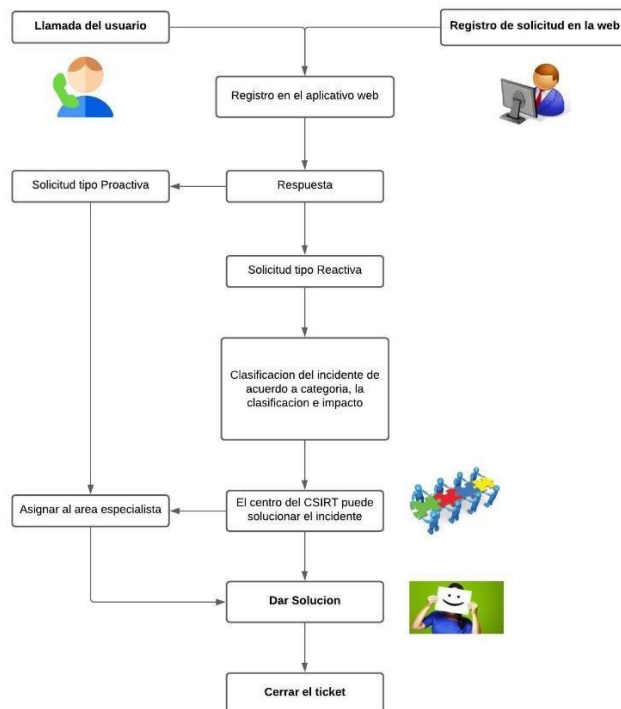 Llamada del usuario
Registro de solicitud en la web
Registro en el aplicativo web
Solicitud tipo Proactiva
Respuesta
Solicitud tipo Reactiva
Clasificacion del incidente de
acuerdo a categoria, la
clasificacion e impacto
Asignar al area especialista
El centro del CSIRT puede
solucionar el incidente
Dar Solucion
Cerrar el ticket